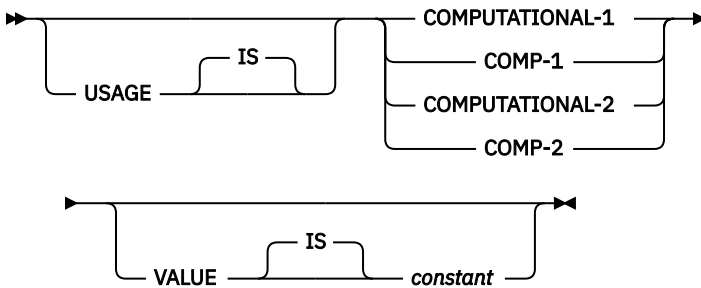 COMPUTATIONAL-1
IS
COMP-1
USAGE
COMPUTATIONAL-2
COMP-2
IS
VALUE
constant